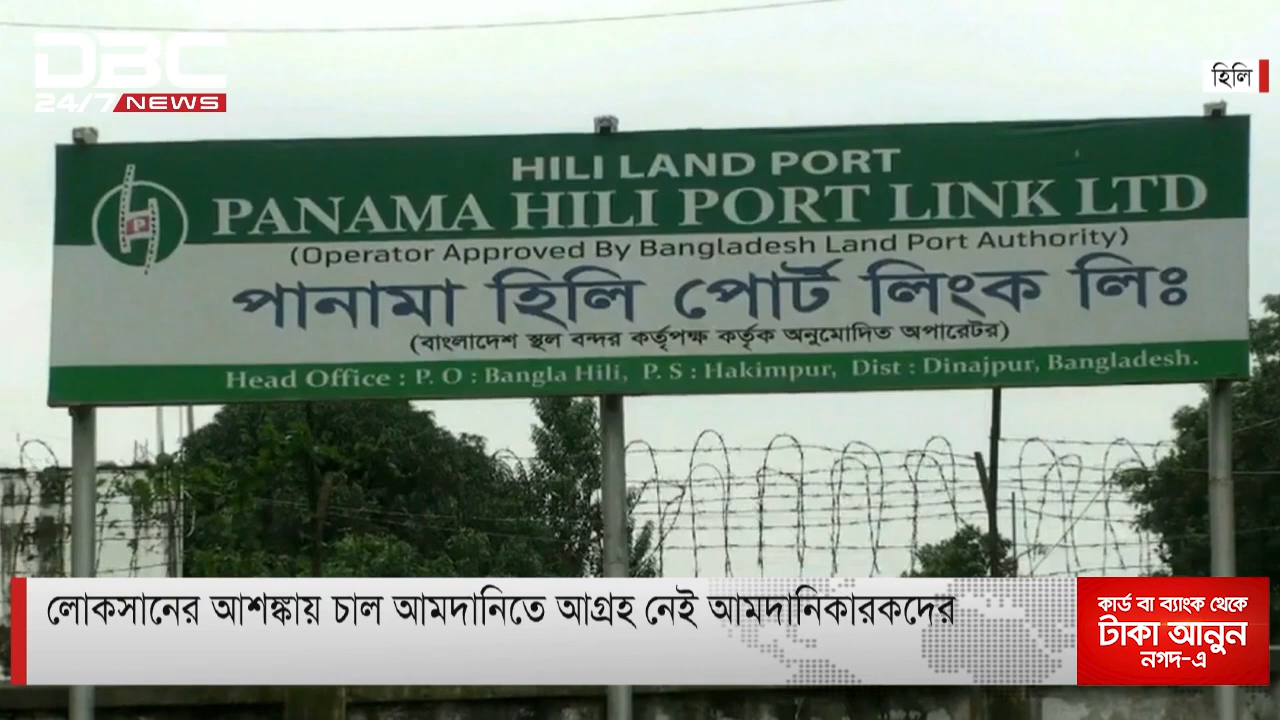 DBC
24/7 NEWS
হিলি
HILI LAND PORT
P
PANAMA HILI PORT LINK LTD
(Operator Approved By Bangladesh Land Port Authority)
পানামা হিলি পোর্ট লিংক লিঃ
(বাংলাদেশ স্থল বন্দর কর্তৃপক্ষ কর্তৃক অনুমোদিত অপারেটর)
Head Office : P. O : Bangla Hili, P. S : Hakimpur, Dist : Dinajpur, Bangladesh.
লোকসানের আশঙ্কায় চাল আমদানিতে আগ্রহ নেই আমদানিকারকদের
কার্ড বা ব্যাংক থেকে
টাকা আনুন
নগদ-এ